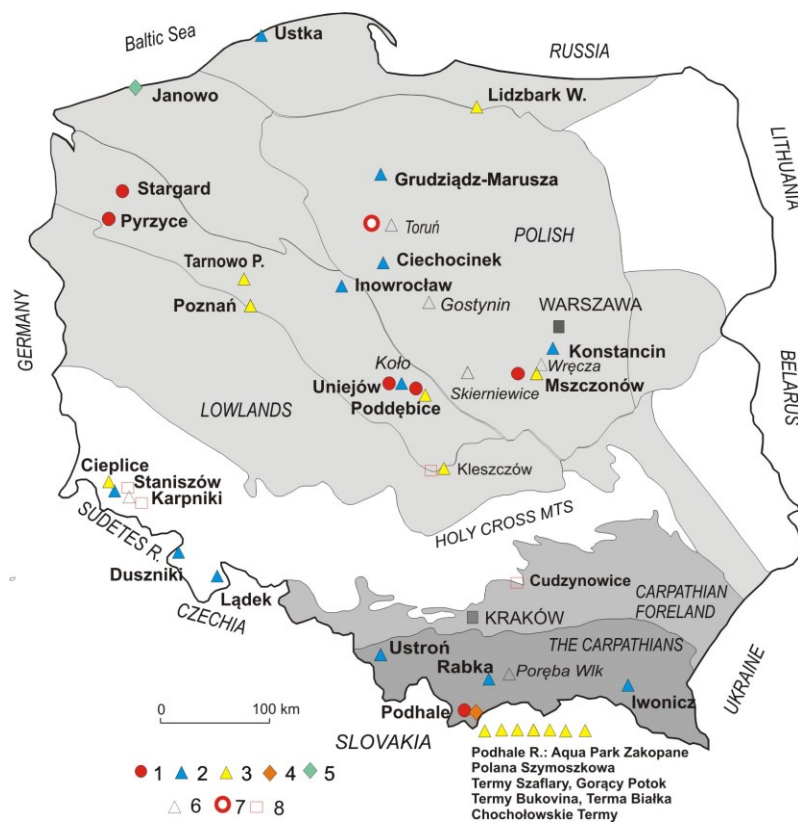 Baltic Sea
Ustka
RUSSIA
Janowo
Lidzbark W.
LITHUANIA
Grudziądz-Marusza
Stargard
Pyrzyce
Toruń
POLISH
Tarnowo P.
Ciechocinek
Inowrocław
Poznań
Gostynin
WARSZAWA
GERMANY
Konstancin
Koło
Wręcza
Uniejów
Skierniewice
Mszczonów
BELARUS
Poddębice
LOWLANDS
Cieplice
Kleszczów
Staniszów
Karpniki
HOLY CROSS MTS
SUDETES R.
Duszniki
Lądek
CZECHIA
Cudzynowice
CARPATHIAN
FORELAND
KRAKÓW
THE CARPATHIANS
Ustroń
Rabka
Poręba Wlk
UKRAINE
Iwonicz
0 100 km
Podhale
SLOVAKIA
Podhale R.: Aqua Park Zakopane
Polana Szymoszkowa
Termy Szaflary, Gorący Potok
Termy Bukovina, Terma Białka
Chochołowskie Termy
1 2 3 4 5
6 7 8